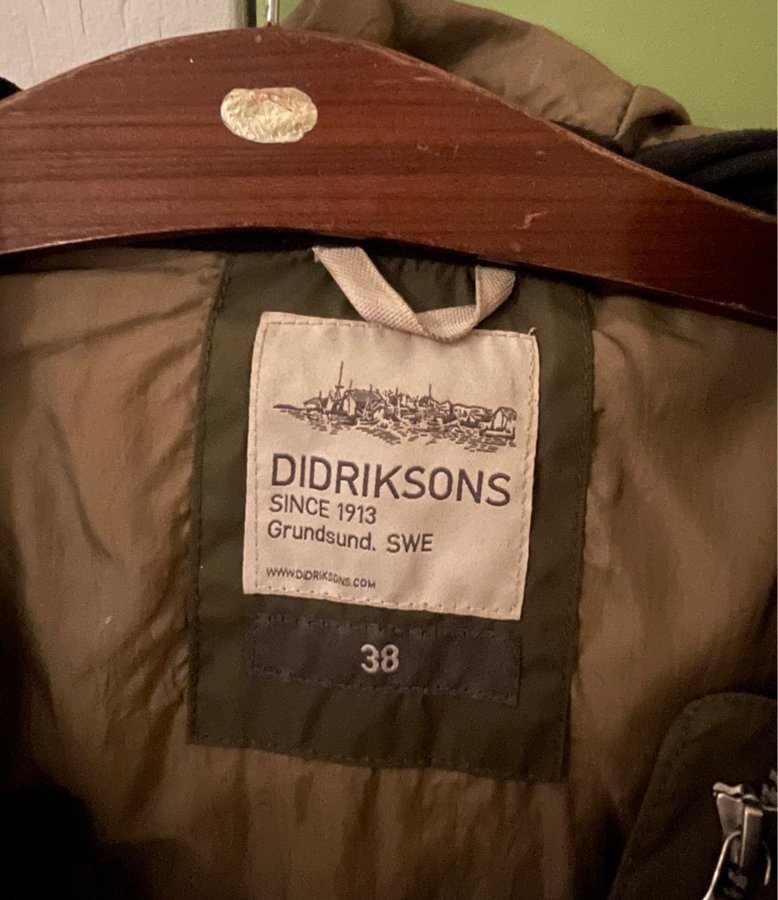 DIDRIKSONS
SINCE 1913
Grundsund. SWE
WWW.DIDRIKSONS.COM
38